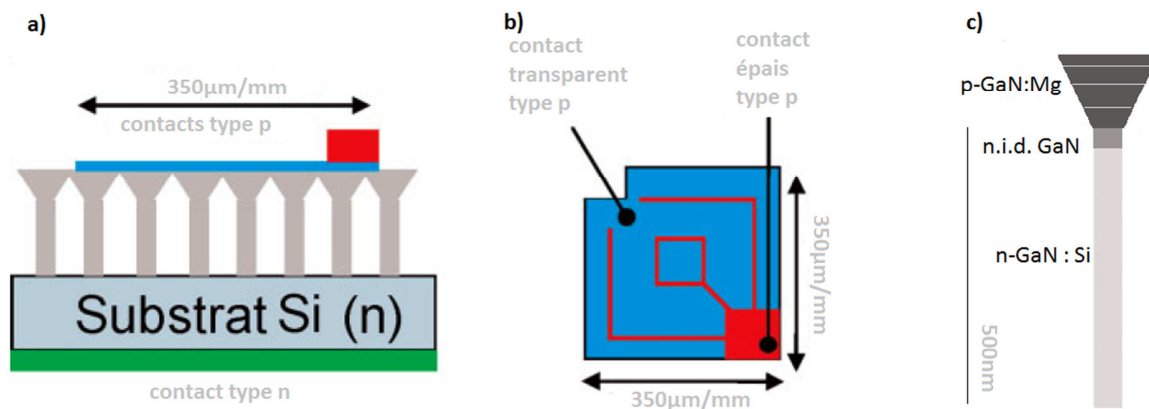 a)
350µm/mm
contacts type p
Substrat Si (n)
contact type n
b)
contact
transparent
type p
contact
épais
type p
350µm/mm
350µm/mm
c)
p-GaN:Mg
n.i.d. GaN
n-GaN : Si
500nm